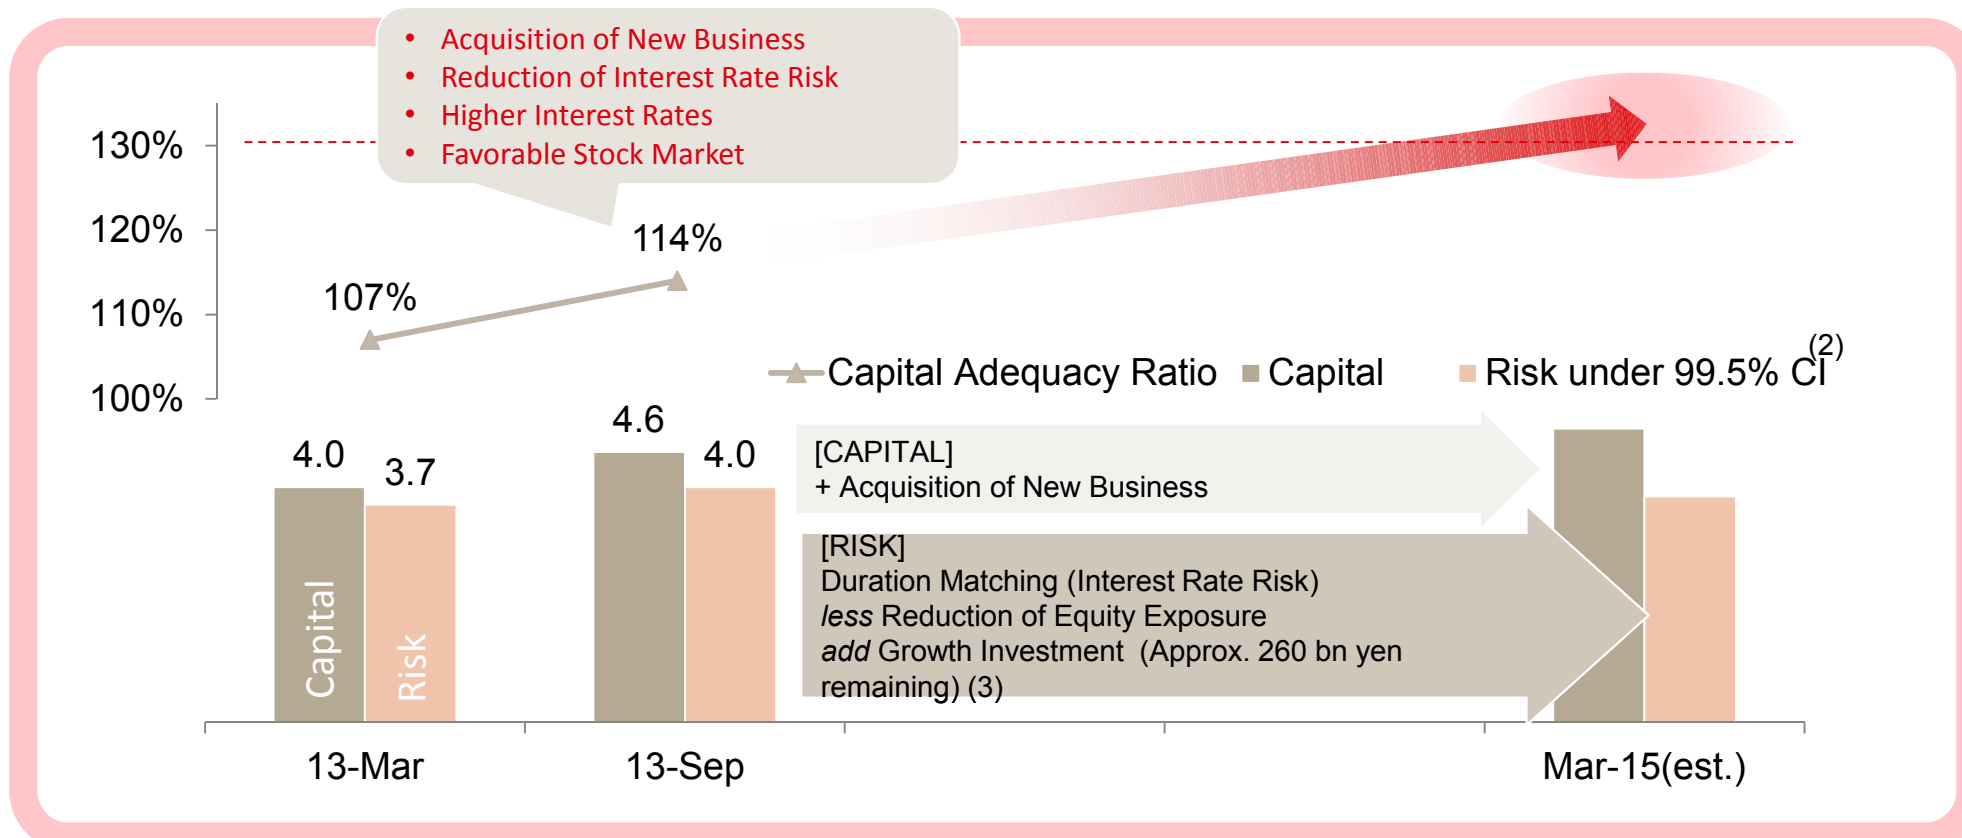 • Acquisition of New Business
• Reduction of Interest Rate Risk
• Higher Interest Rates
• Favorable Stock Market
130%
120%
110%
100%
107%
114%
Capital Adequacy Ratio
Capital
Risk under 99.5% CI (2)
4.0
3.7
4.6
4.0
Capital
Risk
[CAPITAL]
+ Acquisition of New Business
[RISK]
Duration Matching (Interest Rate Risk)
less Reduction of Equity Exposure
add Growth Investment (Approx. 260 bn yen
remaining) (3)
13-Mar
13-Sep
Mar-15(est.)